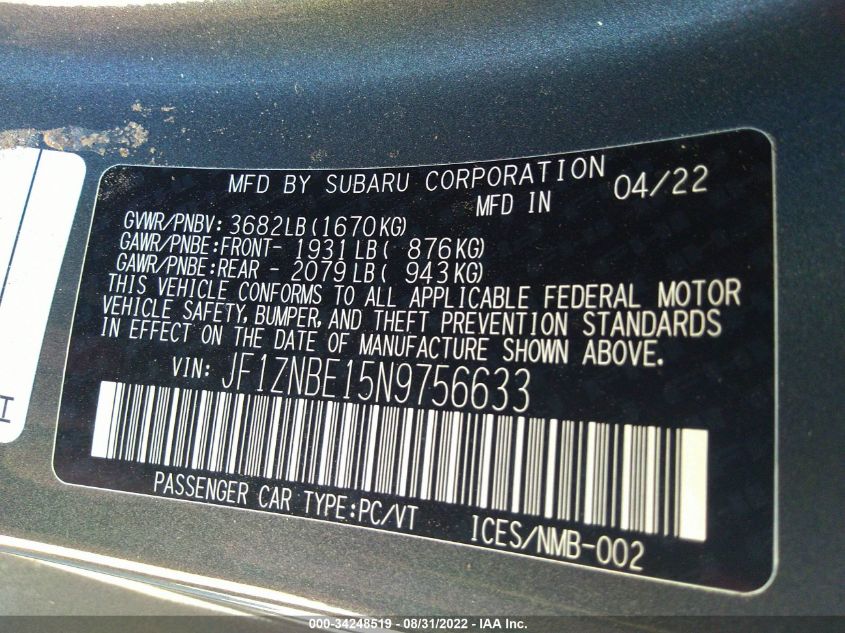 MFD BY SUBARU CORPORATION
MFD IN 04/22
GVWR/PNBV: 3682LB(1670KG)
GAWR/PNBE:FRONT- 1931LB( 876KG)
GAWR/PNBE:REAR - 2079LB( 943KG)
THIS VEHICLE CONFORMS TO ALL APPLICABLE FEDERAL MOTOR
VEHICLE SAFETY, BUMPER, AND THEFT PREVENTION STANDARDS
IN EFFECT ON THE DATE OF MANUFACTURE SHOWN ABOVE.
VIN: JF1ZNBE15N9756633
PASSENGER CAR TYPE:PC/VT
ICES/NMB-002
000-34248519 - 08/31/2022 - IAA Inc.